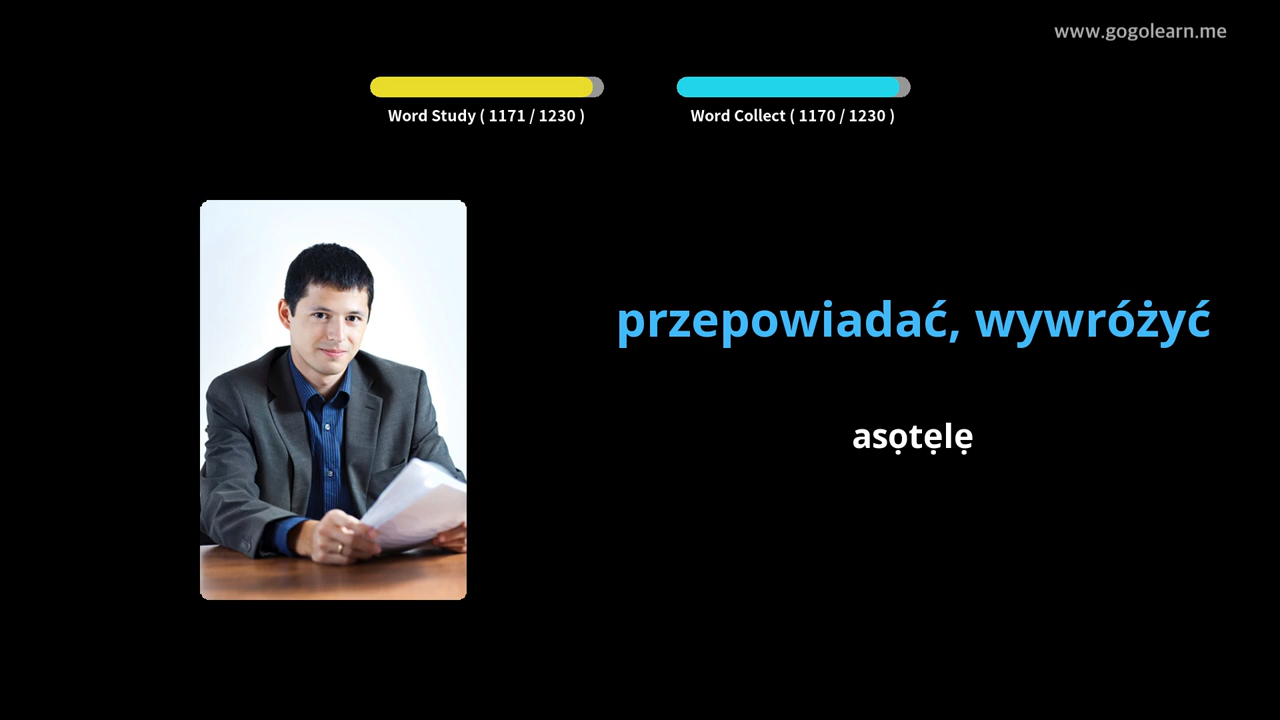 www.gogolearn.me
Word Study ( 1171 / 1230 )
Word Collect ( 1170 / 1230 )
przepowiadać, wywróżyć
asọtẹlẹ